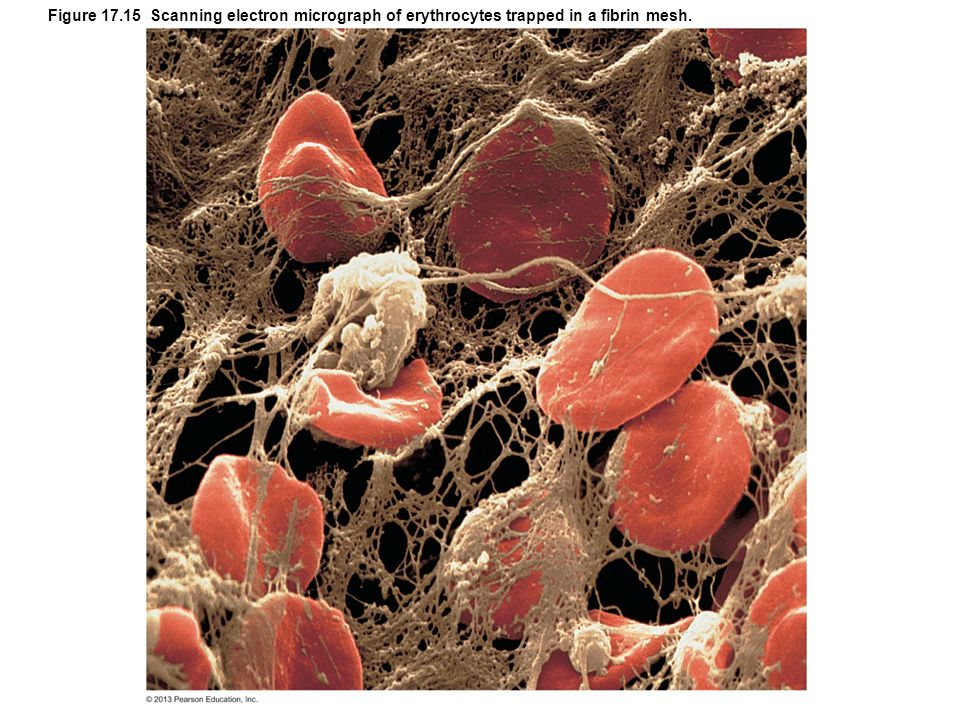 Figure 17.15 Scanning electron micrograph of erythrocytes trapped in a fibrin mesh.
© 2013 Pearson Education, Inc.